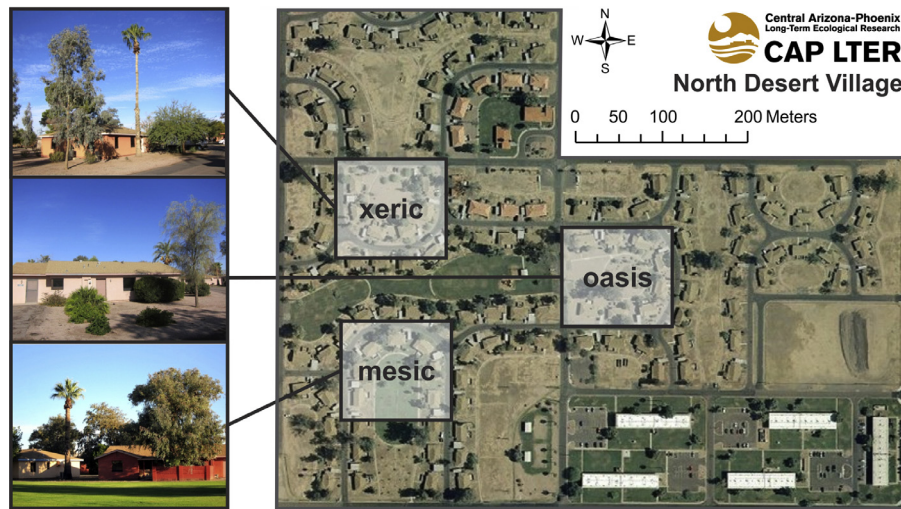 N
W E
S
Central Arizona-Phoenix
Long-Term Ecological Research
CAP LTER
North Desert Village
0 50 100 200 Meters
xeric
oasis
mesic